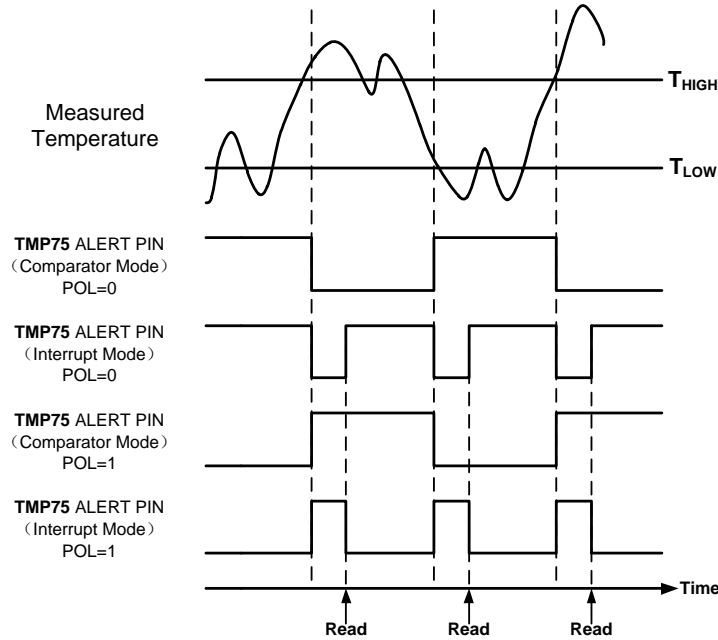 Measured
Temperature
THIGH
TLOW
TMP75 ALERT PIN
（Comparator Mode）
POL=0
TMP75 ALERT PIN
（Interrupt Mode）
POL=0
TMP75 ALERT PIN
（Comparator Mode）
POL=1
TMP75 ALERT PIN
（Interrupt Mode）
POL=1
Time
Read
Read
Read